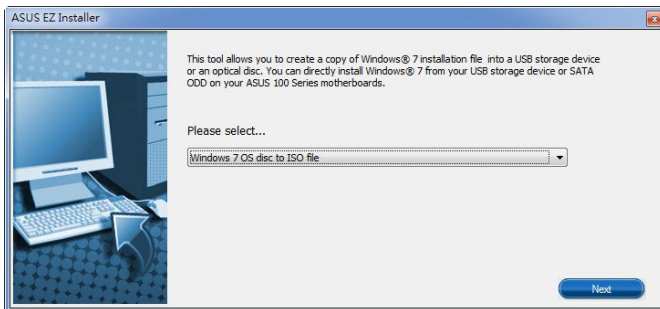 ASUS EZ Installer
This tool allows you to create a copy of Windows® 7 installation file into a USB storage device
or an optical disc. You can directly install Windows® 7 from your USB storage device or SATA
ODD on your ASUS 100 Series motherboards.
Please select...
Windows 7 OS disc to ISO file
Next